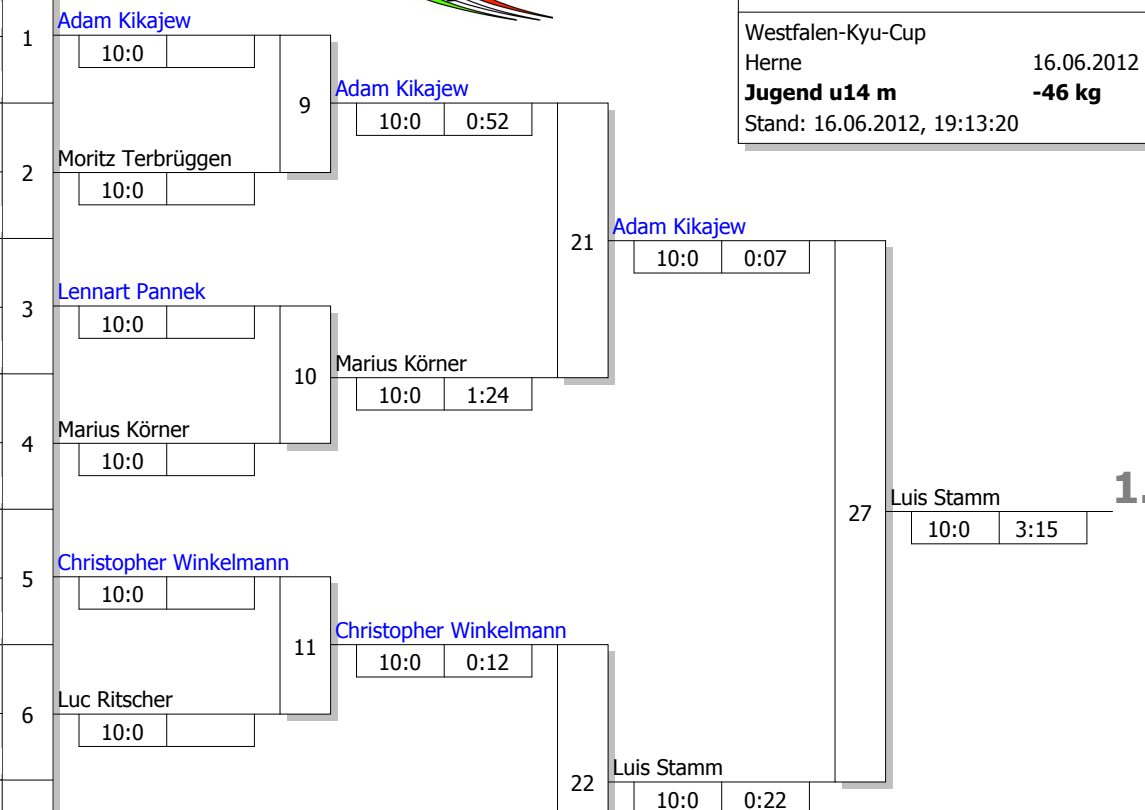 Westfalen-Kyu-Cup
Herne 16.06.2012
Jugend u14 m -46 kg
Stand: 16.06.2012, 19:13:20
1 Adam Kikajew
10:0
9 Adam Kikajew
10:0 0:52
2 Moritz Terbrüggen
10:0
21 Adam Kikajew
10:0 0:07
3 Lennart Pannek
10:0
10 Marius Körner
10:0 1:24
4 Marius Körner
10:0
27 Luis Stamm 1.
10:0 3:15
5 Christopher Winkelmann
10:0
11 Christopher Winkelmann
10:0 0:12
6 Luc Ritscher
10:0
22 Luis Stamm
10:0 0:22